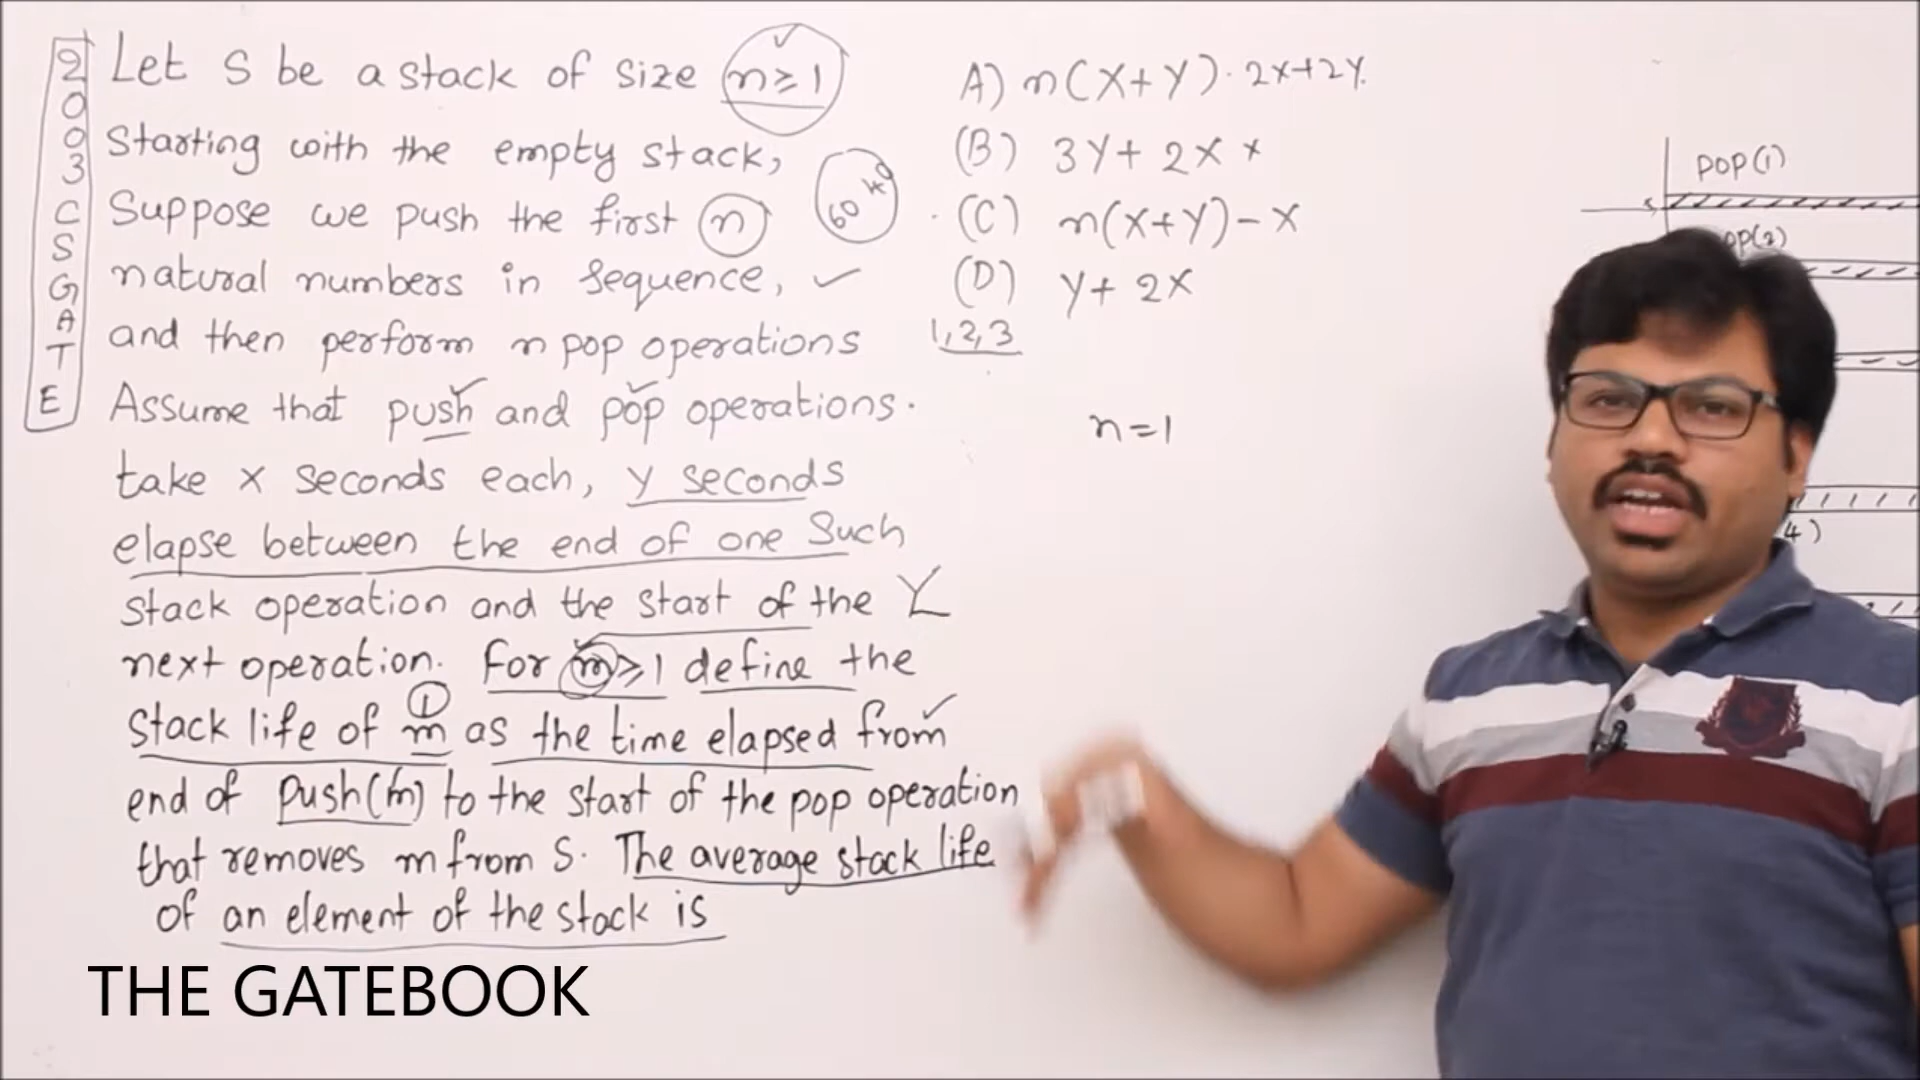 2003 CS GATE
Let S be a stack of size n ≥ 1
Starting with the empty stack,
Suppose we push the first n
natural numbers in sequence, ✓
and then perform n pop operations
Assume that push and pop operations.
take x seconds each, y seconds
elapse between the end of one such
stack operation and the start of the Y
next operation. For m ≥ 1 define the
1
Stack life of m as the time elapsed from
end of push(m) to the start of the pop operation
that removes m from S. The average stack life
of an element of the stack is
60 40
A) n(X+Y). 2x+2y.
(B) 3Y + 2X x
(C) n(X+Y)-X
(D) Y + 2X
1,2,3
n=1
pop(1)
op(2)
4)
THE GATEBOOK